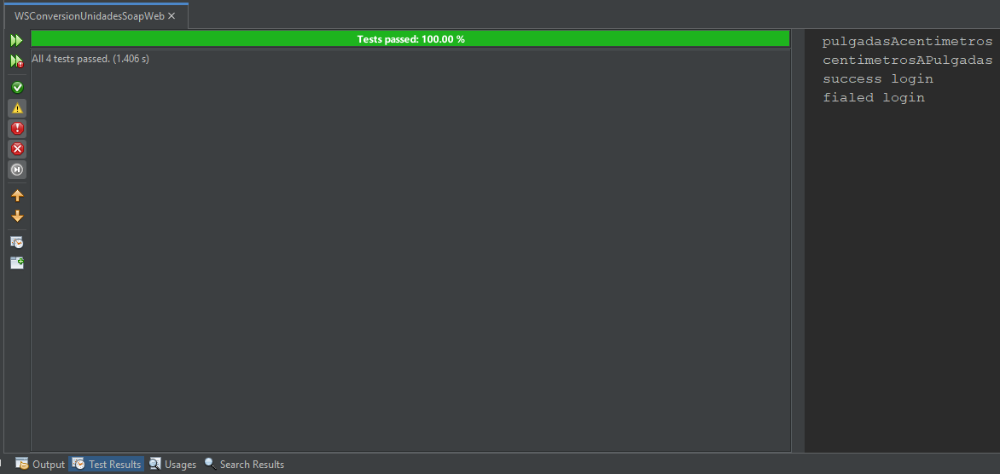 WSConversionUnidadesSoapWeb
Tests passed: 100.00 %
All 4 tests passed. (1.406 s)
pulgadasAcentimetros
centimetrosAPulgadas
success login
fialed login
Output Test Results Usages Search Results